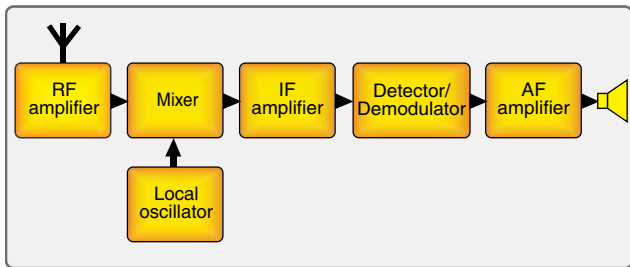 RF
amplifier
Mixer
IF
amplifier
Detector/
Demodulator
AF
amplifier
Local
oscillator